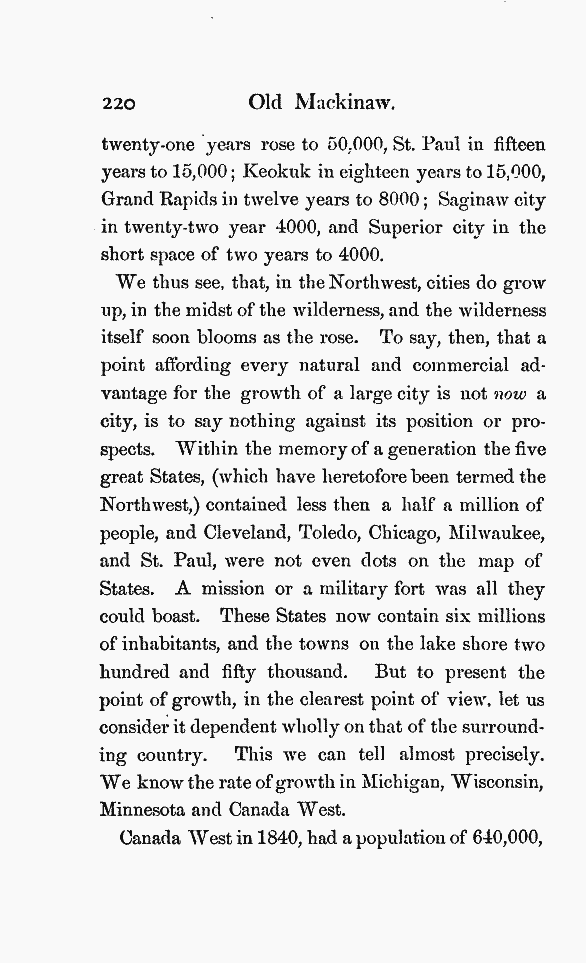 220 Old Mackinaw.
twenty-one years rose to 50,000, St. Paul in fifteen
years to 15,000; Keokuk in eighteen years to 15,000,
Grand Rapids in twelve years to 8000; Saginaw city
in twenty-two year 4000, and Superior city in the
short space of two years to 4000.
We thus see, that, in the Northwest, cities do grow
up, in the midst of the wilderness, and the wilderness
itself soon blooms as the rose. To say, then, that a
point affording every natural and commercial ad-
vantage for the growth of a large city is not now a
city, is to say nothing against its position or pro-
spects. Within the memory of a generation the five
great States, (which have heretofore been termed the
Northwest,) contained less then a half a million of
people, and Cleveland, Toledo, Chicago, Milwaukee,
and St. Paul, were not even dots on the map of
States. A mission or a military fort was all they
could boast. These States now contain six millions
of inhabitants, and the towns on the lake shore two
hundred and fifty thousand. But to present the
point of growth, in the clearest point of view, let us
consider it dependent wholly on that of the surround-
ing country. This we can tell almost precisely.
We know the rate of growth in Michigan, Wisconsin,
Minnesota and Canada West.
Canada West in 1840, had a population of 640,000,